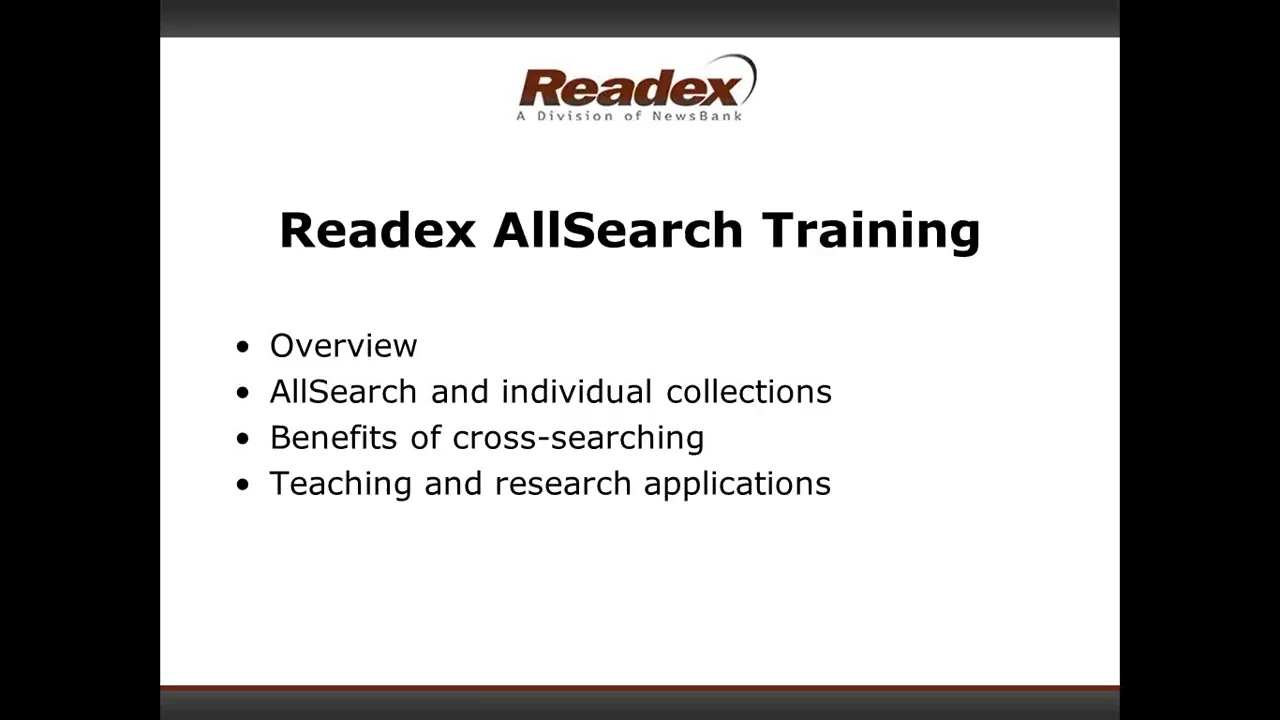 Readex
A Division of NewsBank
Readex AllSearch Training
• Overview
• AllSearch and individual collections
• Benefits of cross-searching
• Teaching and research applications